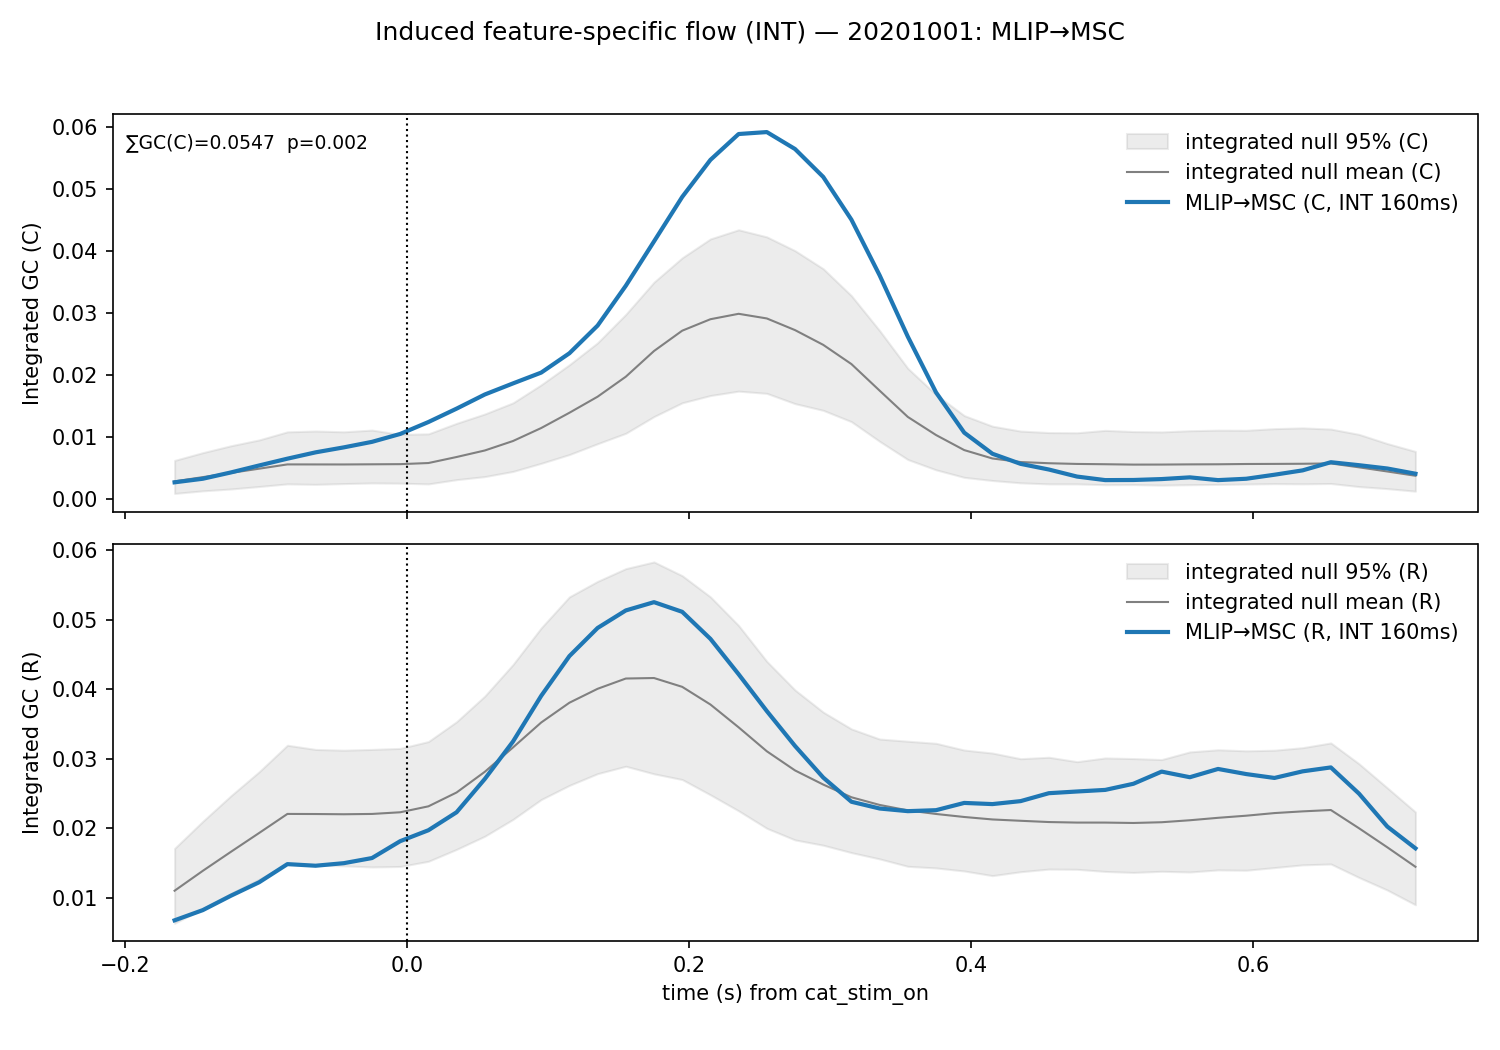 Induced feature-specific flow (INT) — 20201001: MLIP→MSC
∑GC(C)=0.0547  p=0.002
integrated null 95% (C)
integrated null mean (C)
MLIP→MSC (C, INT 160ms)
Integrated GC (C)
0.06
0.05
0.04
0.03
0.02
0.01
0.00
integrated null 95% (R)
integrated null mean (R)
MLIP→MSC (R, INT 160ms)
Integrated GC (R)
0.06
0.05
0.04
0.03
0.02
0.01
−0.2
0.0
0.2
0.4
0.6
time (s) from cat_stim_on